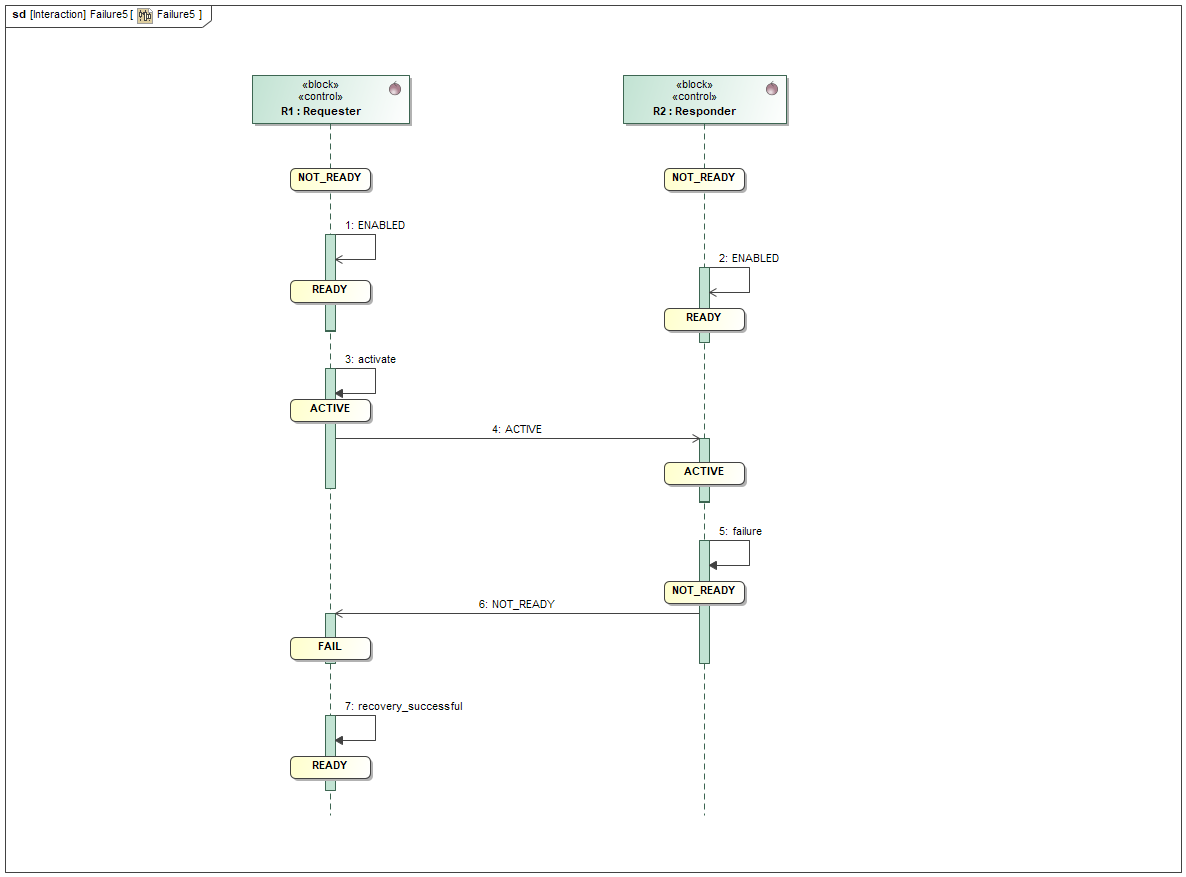 sd [Interaction] Failure5 [ Failure5 ]
«block»
«control»
R1 : Requester
«block»
«control»
R2 : Responder
NOT_READY
NOT_READY
1: ENABLED
2: ENABLED
READY
READY
3: activate
ACTIVE
4: ACTIVE
ACTIVE
5: failure
NOT_READY
6: NOT_READY
FAIL
7: recovery_successful
READY